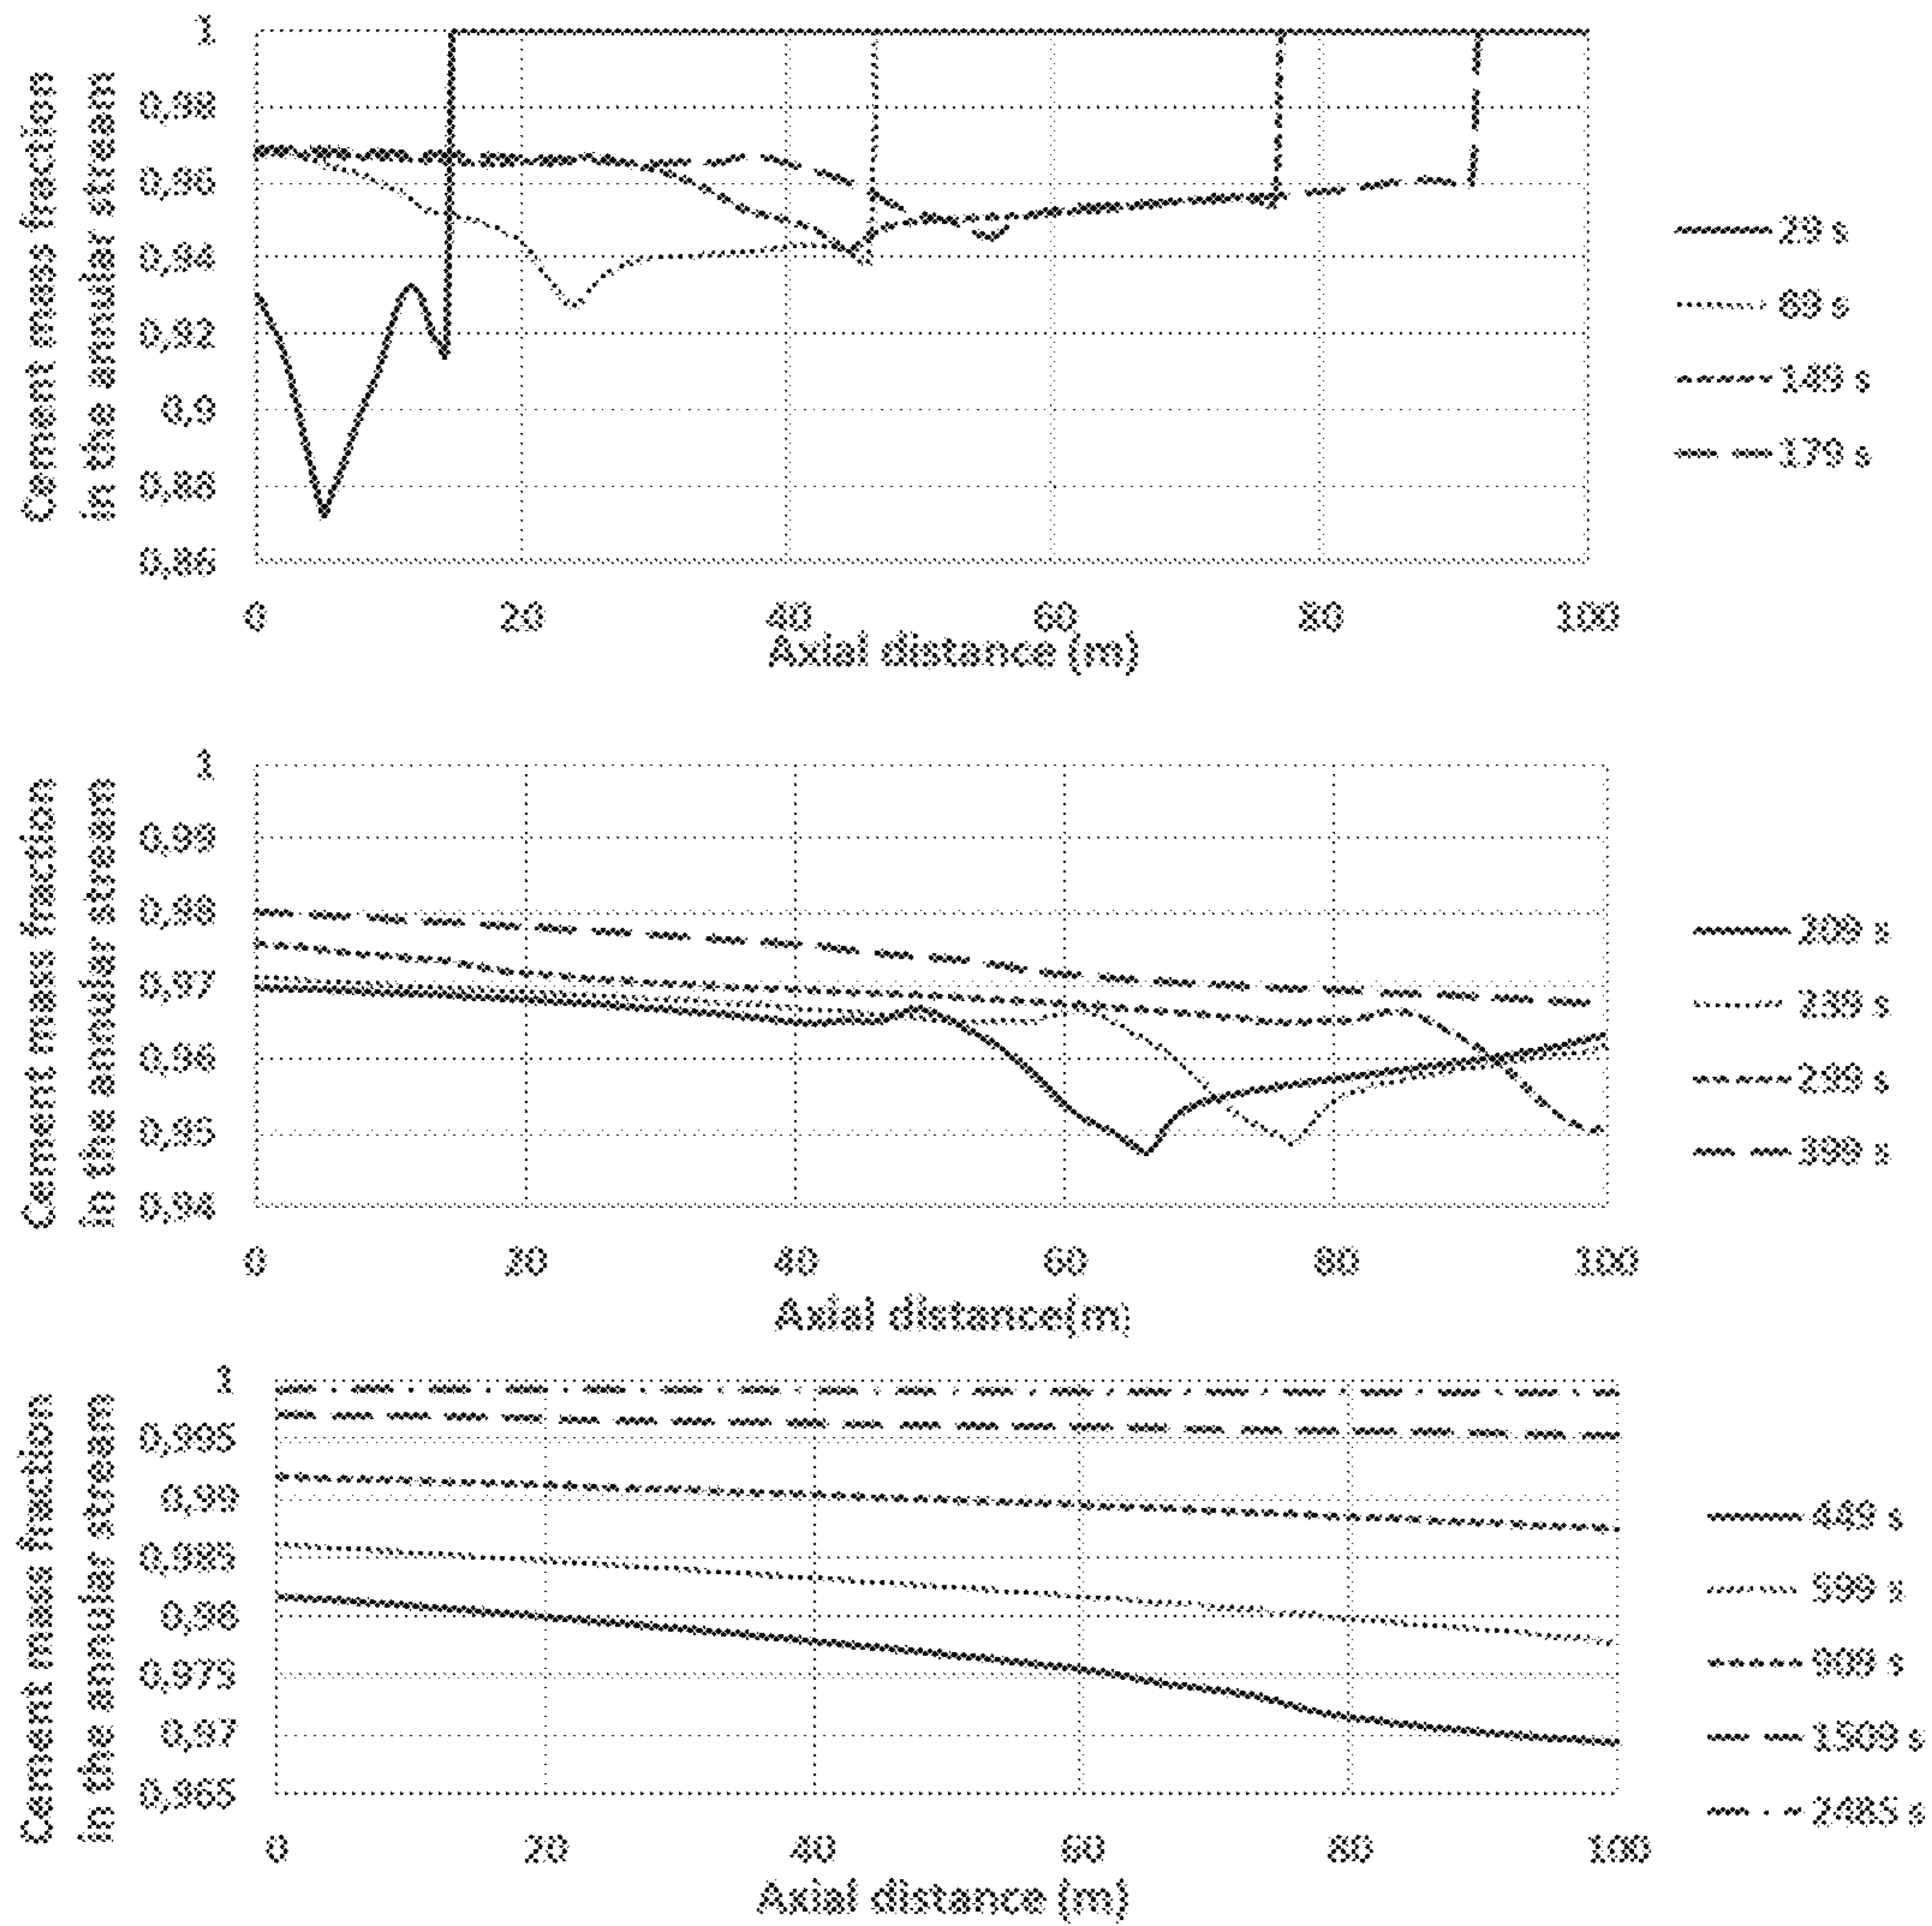 Cement mass fraction
in the annular stream
1
0,98
0,96
0,94
0,92
0,9
0,88
0,86
0 20 40 60 80 100
Axial distance (m)
29 s
89 s
149 s
179 s
Cement mass fraction
in the annular stream
1
0,99
0,98
0,97
0,96
0,95
0,94
0 20 40 60 80 100
Axial distance(m)
209 s
239 s
299 s
399 s
Cement mass fraction
in the annular stream
1
0,995
0,99
0,985
0,98
0,975
0,97
0,965
0 20 40 60 80 100
Axial distance (m)
449 s
599 s
999 s
1509 s
2485 s